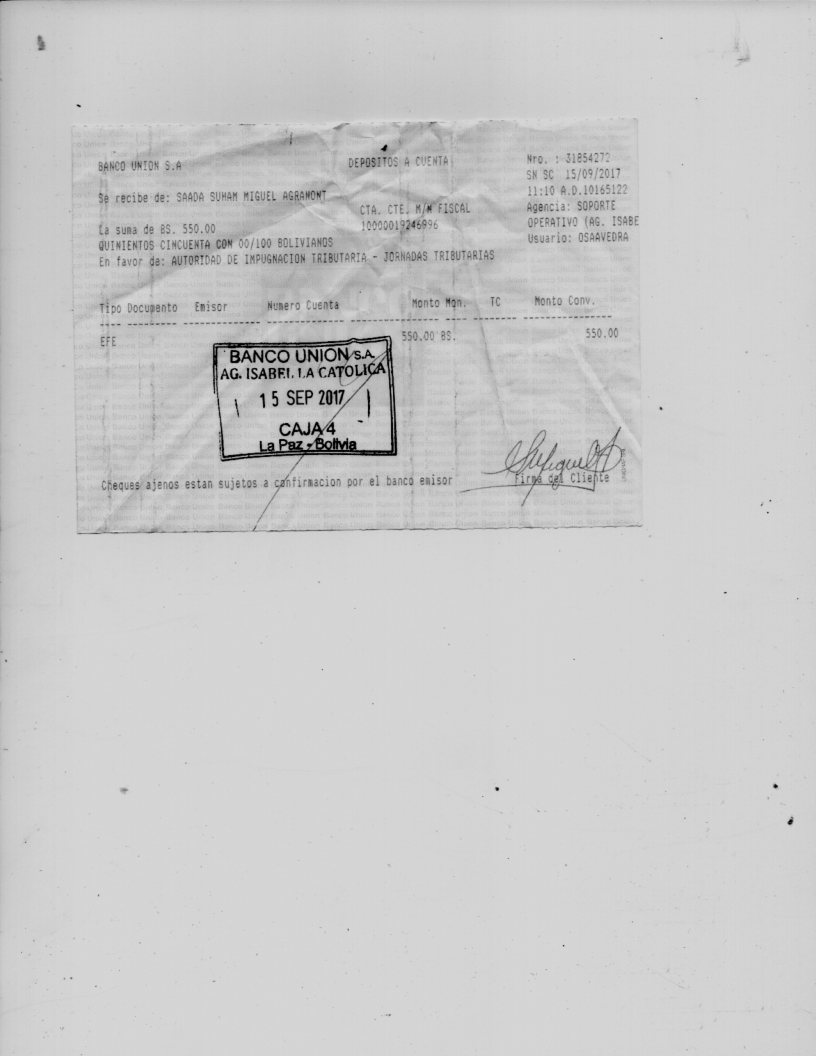 BANCO UNION S.A DEPOSITOS A CUENTA Nro. : 31854272
SN SC 15/09/2017
Se recibe de: SAADA SUHAM MIGUEL AGRAMONT 11:10 A.D.10165122
CTA. CTE. M/N FISCAL Agencia: SOPORTE
La suma de BS. 550.00 10000019246996 OPERATIVO (AG. ISABE
QUINIENTOS CINCUENTA CON 00/100 BOLIVIANOS Usuario: OSAAVEDRA
En favor de: AUTORIDAD DE IMPUGNACION TRIBUTARIA - JORNADAS TRIBUTARIAS
Tipo Documento Emisor Numero Cuenta Monto Mon. TC Monto Conv.
EFE 550.00 BS. 550.00
BANCO UNION S.A.
AG. ISABEL LA CATOLICA
15 SEP 2017
CAJA 4
La Paz - Bolivia
Cheques ajenos estan sujetos a confirmacion por el banco emisor Firma del Cliente